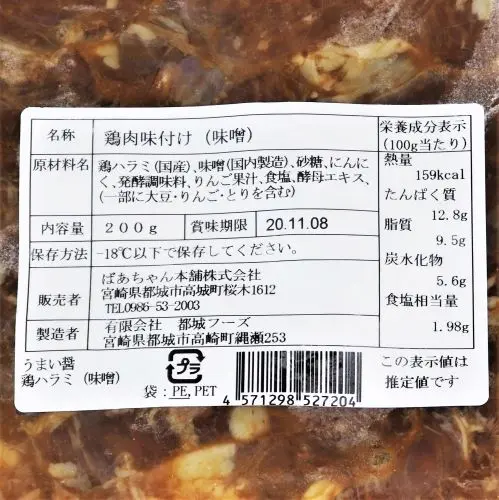 名称 鶏肉味付け（味噌）
原材料名 鶏ハラミ（国産）、味噌（国内製造）、砂糖、にんに
く、発酵調味料、りんご果汁、食塩、酵母エキス、
（一部に大豆・りんご・とりを含む）
内容量 200g 賞味期限 20.11.08
保存方法 -18℃以下で保存してください。
販売者 ばあちゃん本舗株式会社
宮崎県都城市高城町桜木1612
TEL0986-53-2003
製造者 有限会社 都城フーズ
宮崎県都城市高崎町縄瀬253
栄養成分表示
（100g当たり）
熱量
159kcal
たんぱく質
12.8g
脂質
9.5g
炭水化物
5.6g
食塩相当量
1.98g
この表示値は
推定値です
うまい醤
鶏ハラミ（味噌）
プラ
袋：PE,PET
4 571298 527204